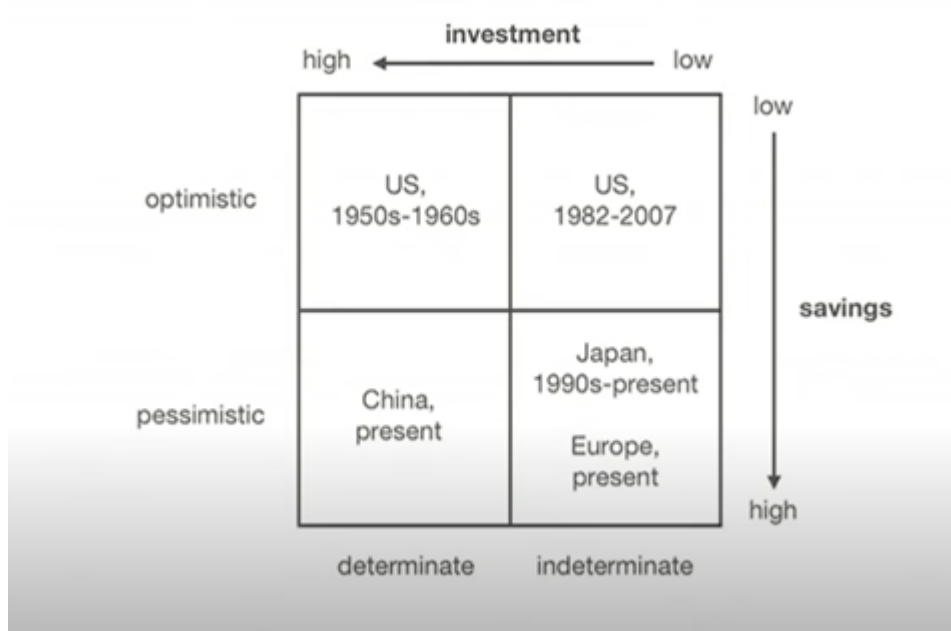 investment
high
low
low
optimistic
US,
1950s-1960s
US,
1982-2007
savings
pessimistic
China,
present
Japan,
1990s-present
Europe,
present
high
determinate
indeterminate